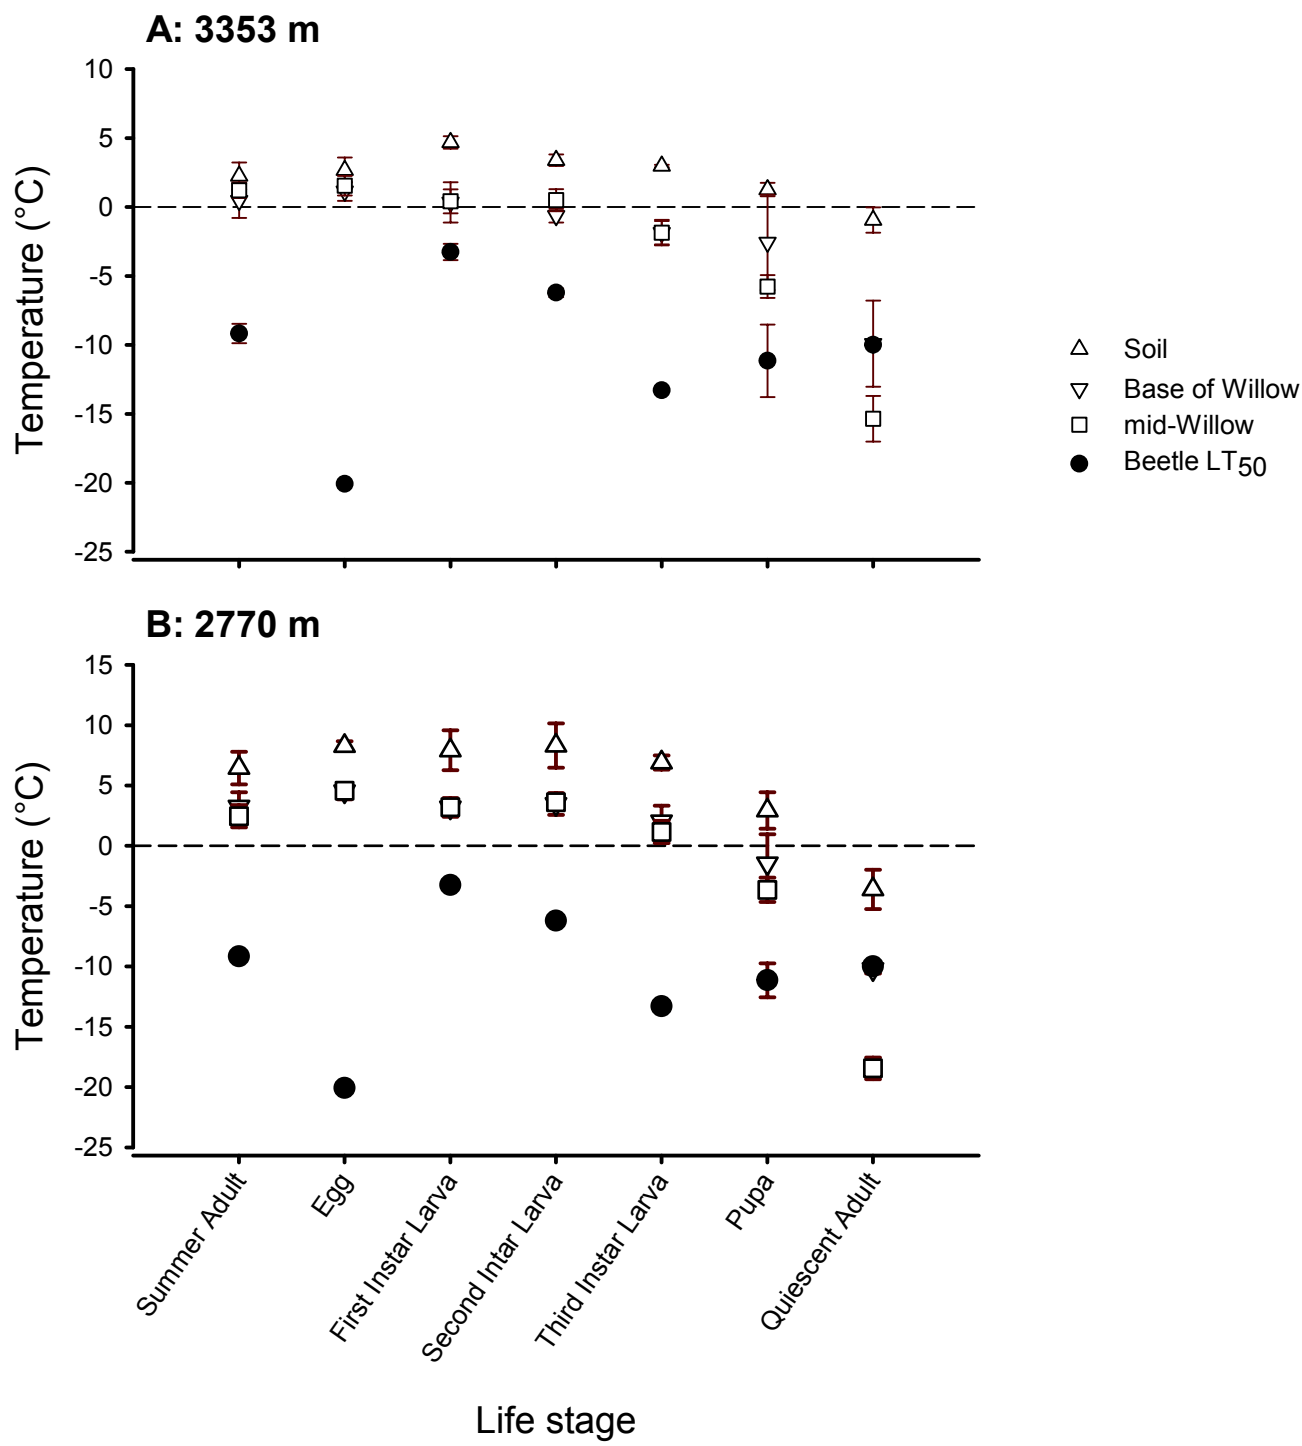 A: 3353 m
10
5
0
-5
-10
-15
-20
-25
Temperature (°C)
Soil
Base of Willow
mid-Willow
Beetle LT50
B: 2770 m
15
10
5
0
-5
-10
-15
-20
-25
Temperature (°C)
Summer Adult
Egg
First Instar Larva
Second Intar Larva
Third Instar Larva
Pupa
Quiescent Adult
Life stage